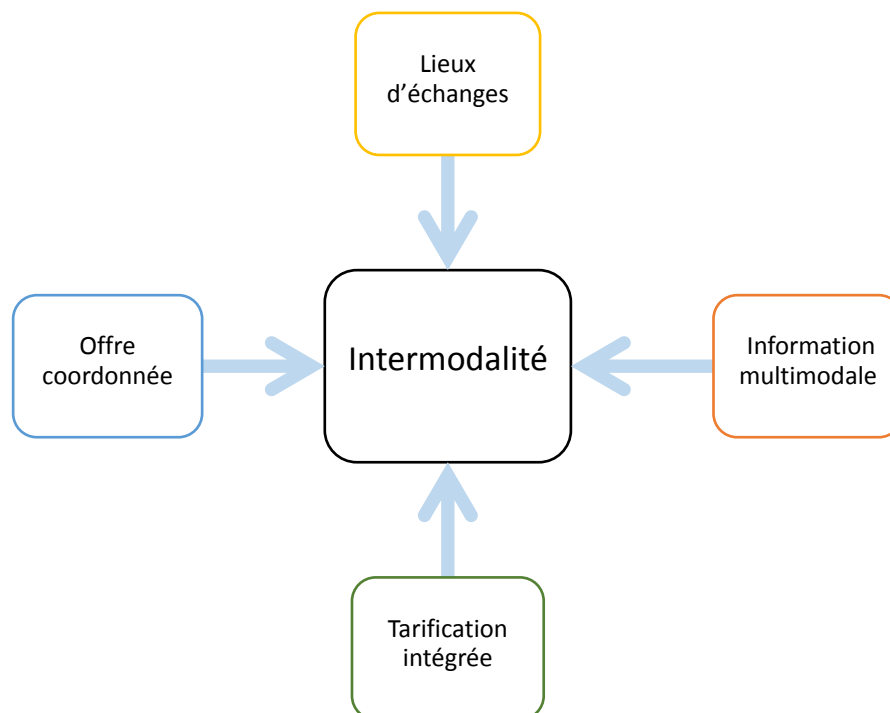 Lieux
d’échanges
Offre
coordonnée
Intermodalité
Information
multimodale
Tarification
intégrée